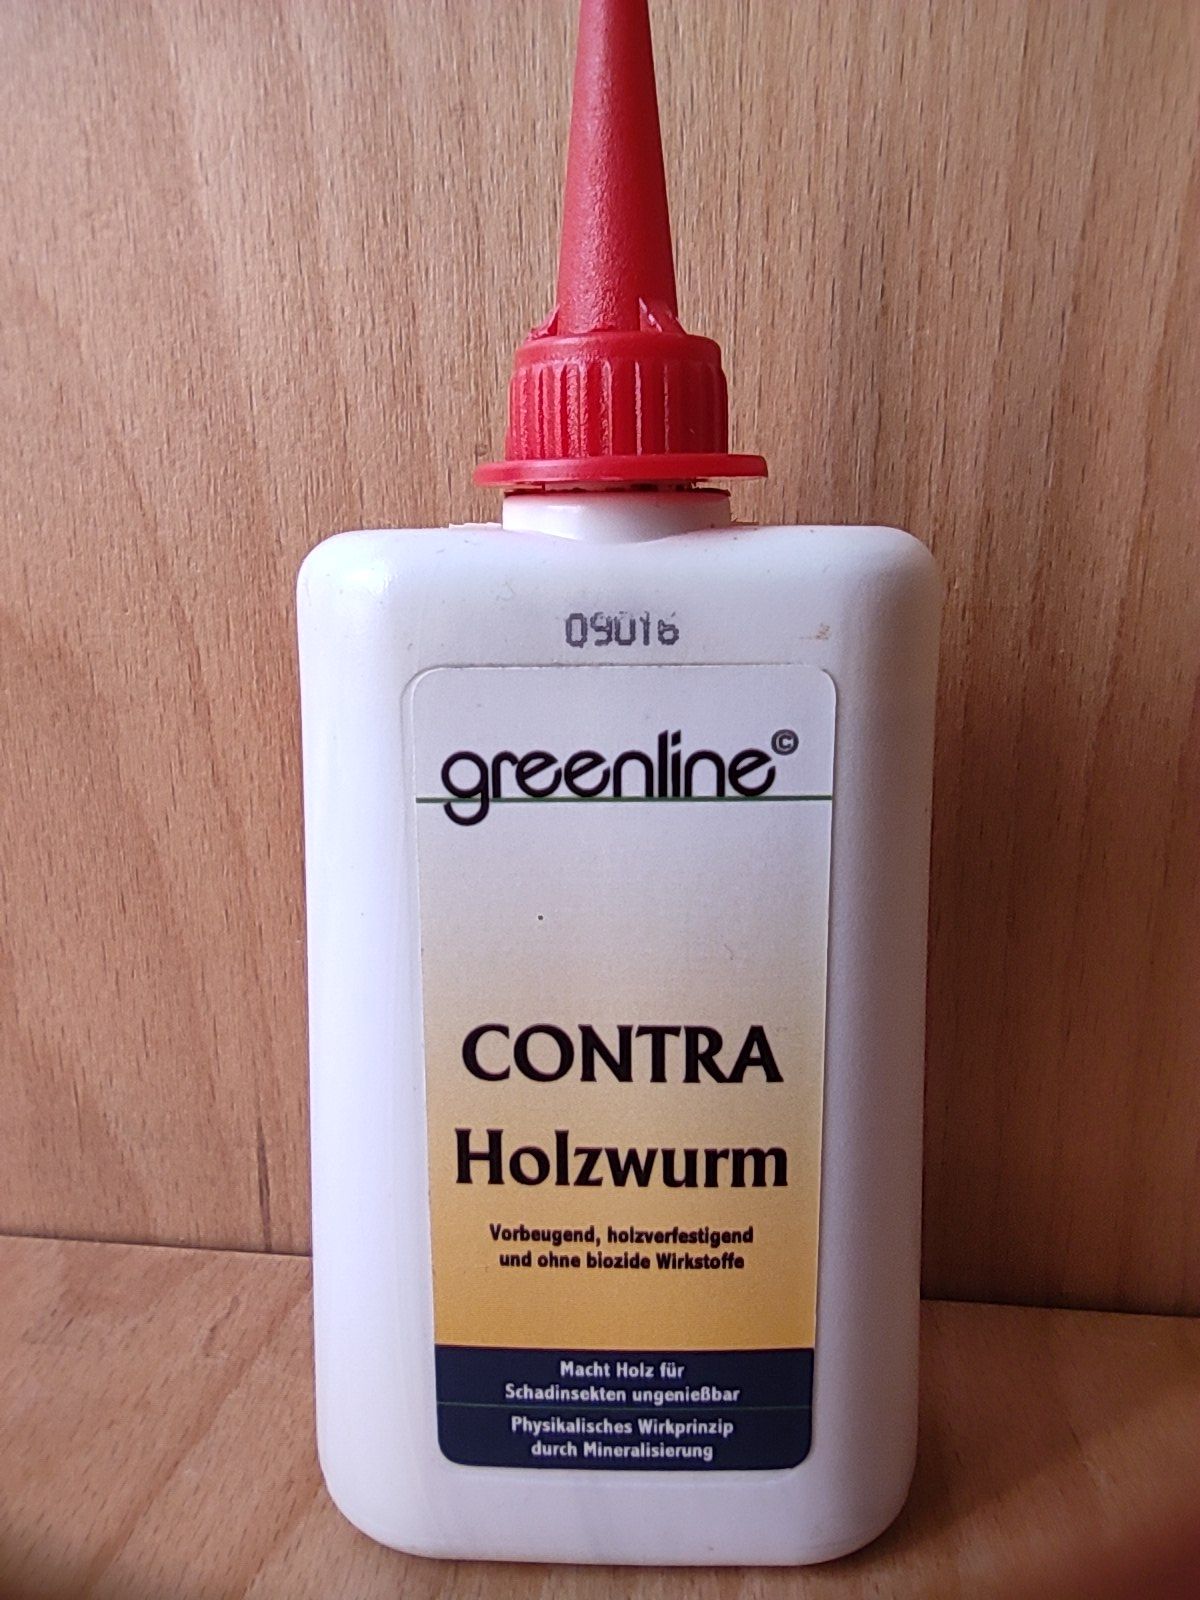 09016
greenline©
CONTRA
Holzwurm
Vorbeugend, holzverfestigend
und ohne biozide Wirkstoffe
Macht Holz für
Schadinsekten ungenießbar
Physikalisches Wirkprinzip
durch Mineralisierung